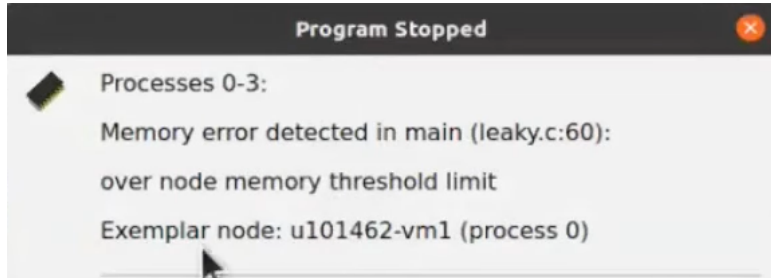 Program Stopped
Processes 0-3:
Memory error detected in main (leaky.c:60):
over node memory threshold limit
Exemplar node: u101462-vm1 (process 0)